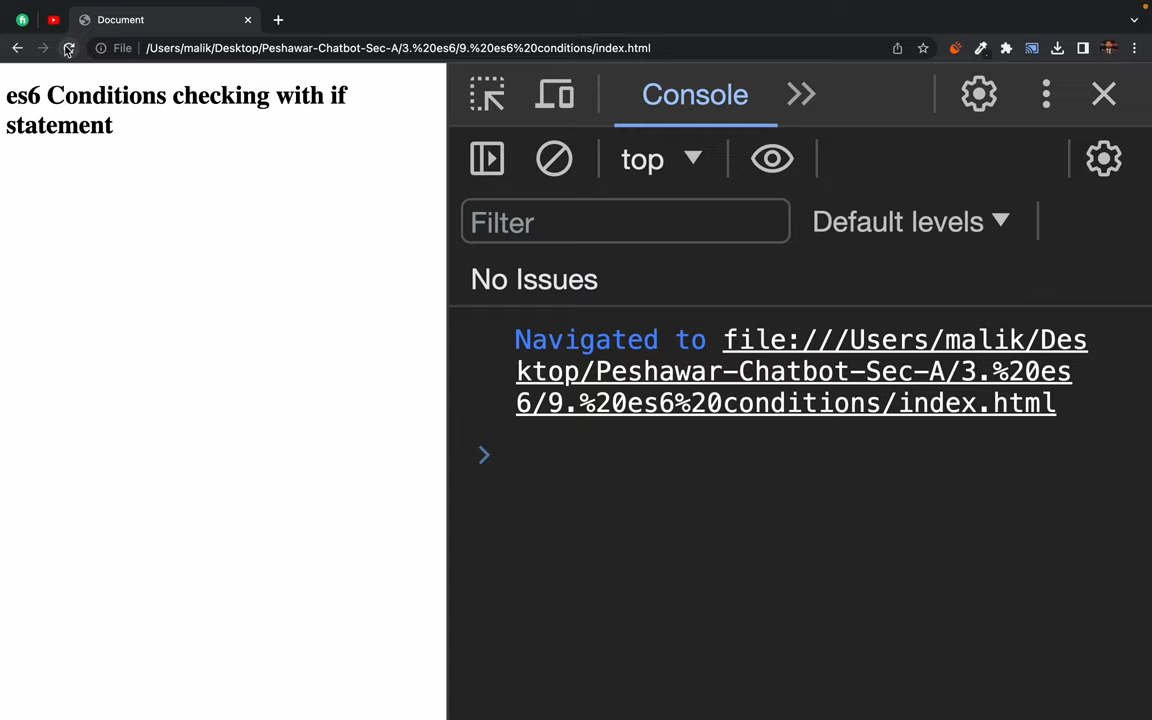 Document
File
/Users/malik/Desktop/Peshawar-Chatbot-Sec-A/3.%20es6/9.%20es6%20conditions/index.html
es6 Conditions checking with if
statement
Console
top
Filter
Default levels
No Issues
Navigated to file:///Users/malik/Des
ktop/Peshawar-Chatbot-Sec-A/3.%20es
6/9.%20es6%20conditions/index.html